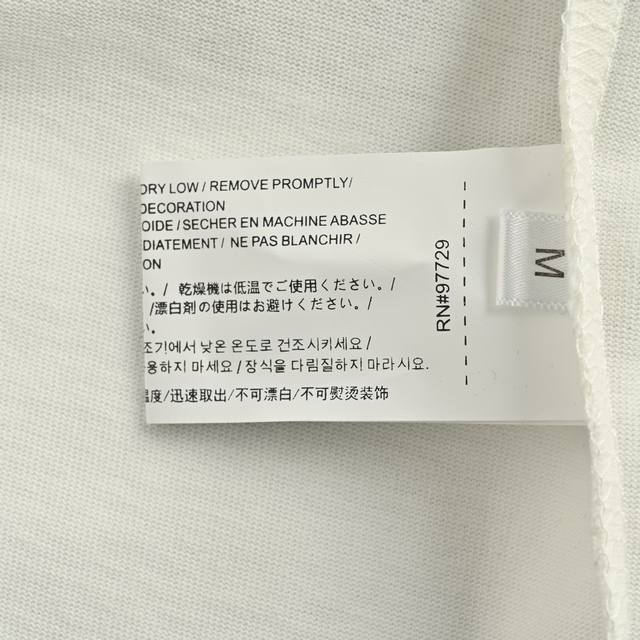 DRY LOW / REMOVE PROMPTLY/
DECORATION
OIDE / SECHER EN MACHINE ABASSE
DIATEMENT / NE PAS BLANCHIR /
ON
い。/ 乾燥機は低温でご使用ください。/
/漂白剤の使用はお避けください。/
い。
조기에서 낮은 온도로 건조시키세요 /
용하지 마세요 / 장식을 다림질하지 마라시요.
温度/迅速取出/不可漂白/不可熨烫装饰
RN#97729
M